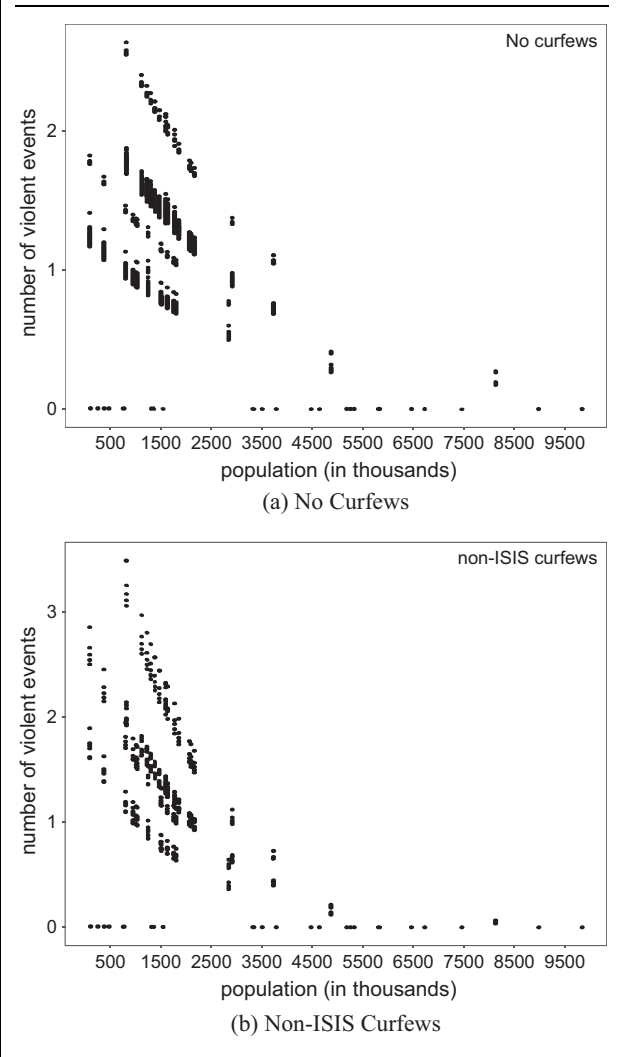 No curfews
number of violent events
2
1
0
500 1500 2500 3500 4500 5500 6500 7500 8500 9500
population (in thousands)
(a) No Curfews
non-ISIS curfews
number of violent events
3
2
1
0
500 1500 2500 3500 4500 5500 6500 7500 8500 9500
population (in thousands)
(b) Non-ISIS Curfews